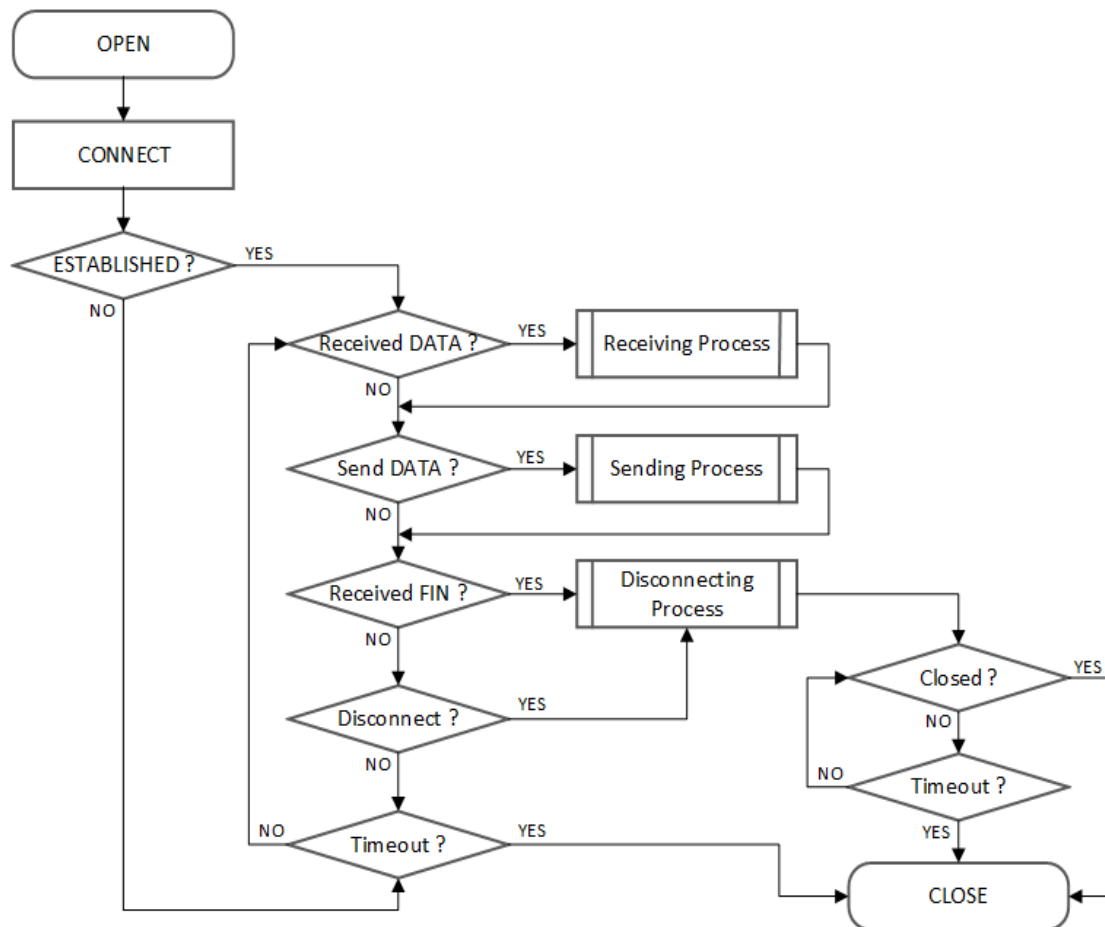 OPEN
CONNECT
ESTABLISHED ?
YES
NO
Received DATA ?
YES
Receiving Process
NO
Send DATA ?
YES
Sending Process
NO
Received FIN ?
YES
Disconnecting
Process
NO
Closed ?
YES
Disconnect ?
YES
NO
NO
Timeout ?
NO
Timeout ?
NO
YES
YES
CLOSE